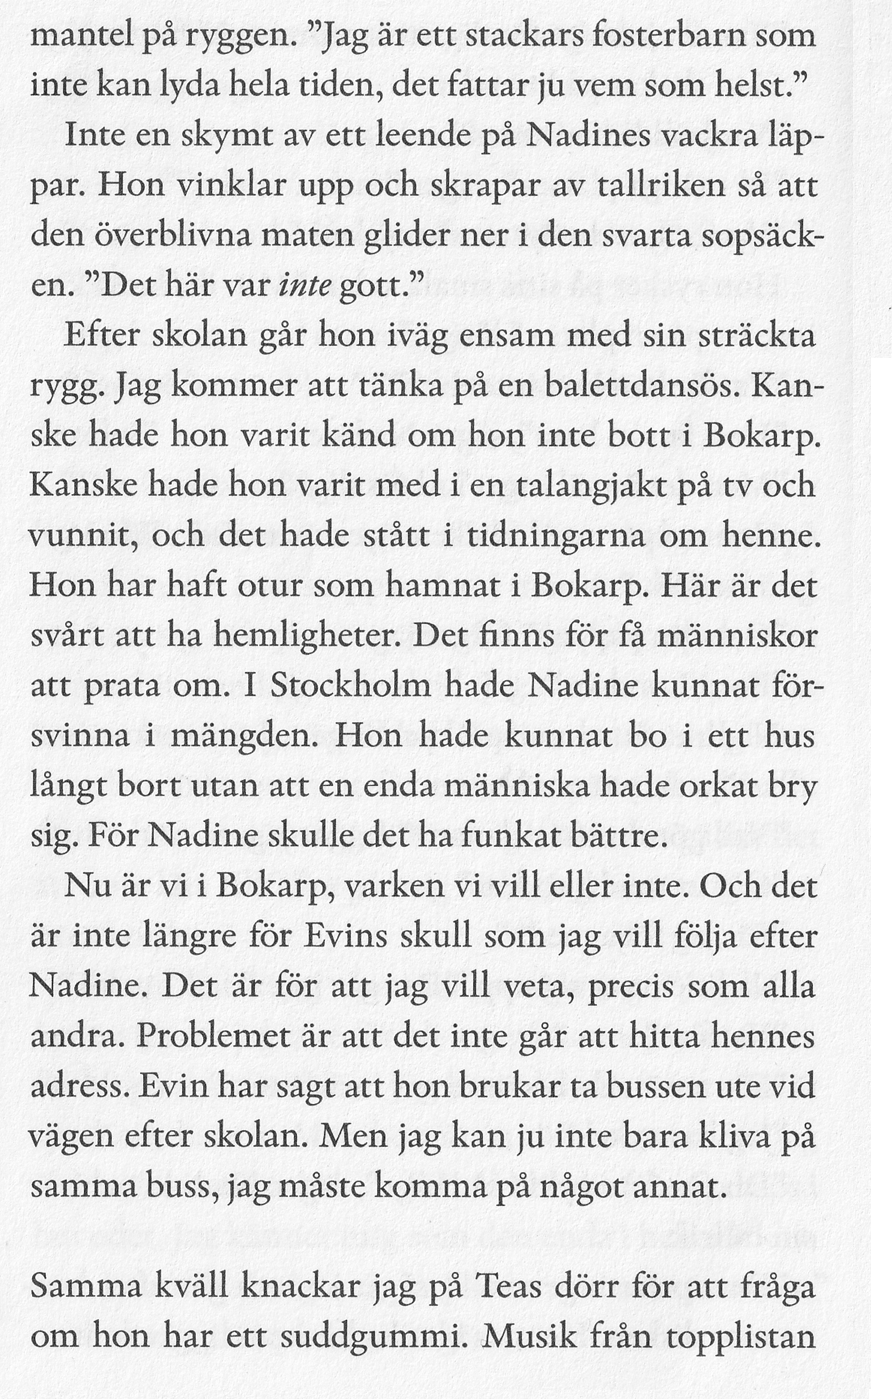 mantel på ryggen. ”Jag är ett stackars fosterbarn som
inte kan lyda hela tiden, det fattar ju vem som helst.”
Inte en skymt av ett leende på Nadines vackra läp-
par. Hon vinklar upp och skrapar av tallriken så att
den överblivna maten glider ner i den svarta sopsäck-
en. ”Det här var inte gott.”
Efter skolan går hon iväg ensam med sin sträckta
rygg. Jag kommer att tänka på en balettdansös. Kan-
ske hade hon varit känd om hon inte bott i Bokarp.
Kanske hade hon varit med i en talangjakt på tv och
vunnit, och det hade stått i tidningarna om henne.
Hon har haft otur som hamnat i Bokarp. Här är det
svårt att ha hemligheter. Det finns för få människor
att prata om. I Stockholm hade Nadine kunnat för-
svinna i mängden. Hon hade kunnat bo i ett hus
långt bort utan att en enda människa hade orkat bry
sig. För Nadine skulle det ha funkat bättre.
Nu är vi i Bokarp, varken vi vill eller inte. Och det
är inte längre för Evins skull som jag vill följa efter
Nadine. Det är för att jag vill veta, precis som alla
andra. Problemet är att det inte går att hitta hennes
adress. Evin har sagt att hon brukar ta bussen ute vid
vägen efter skolan. Men jag kan ju inte bara kliva på
samma buss, jag måste komma på något annat.
Samma kväll knackar jag på Teas dörr för att fråga
om hon har ett suddgummi. Musik från topplistan